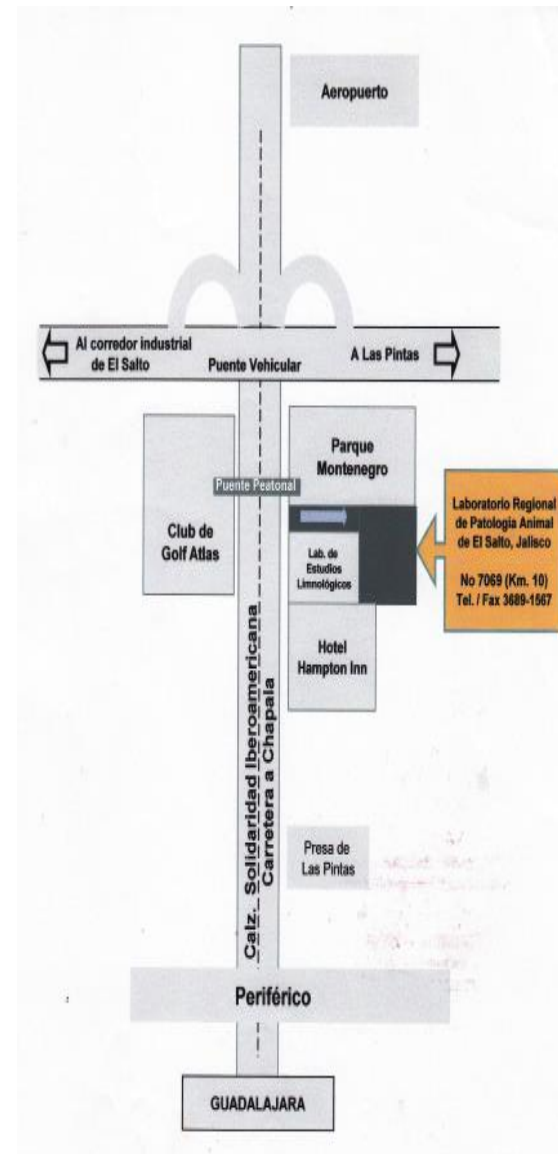 Aeropuerto
Al corredor industrial
de El Salto
Puente Vehicular
A Las Pintas
Parque
Montenegro
Puente Peatonal
Club de
Golf Atlas
Lab. de
Estudios
Limnológicos
Laboratorio Regional
de Patologia Animal
de El Salto, Jalisco
No 7069 (Km. 10)
Tel. / Fax 3689-1567
Hotel
Hampton Inn
Calz. Solidaridad Iberoamericana
Carretera a Chapala
Presa de
Las Pintas
Periférico
GUADALAJARA